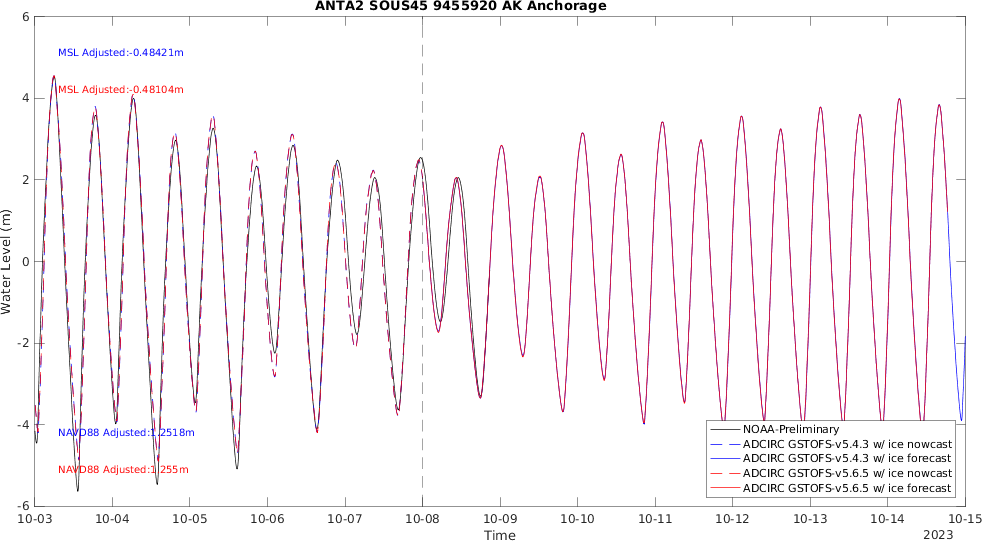 ANTA2 SOUS45 9455920 AK Anchorage
MSL Adjusted:-0.48421m
MSL Adjusted:-0.48104m
NAVD88 Adjusted:1.2518m
NAVD88 Adjusted:1.255m
Water Level (m)
6
4
2
0
-2
-4
-6
10-03
10-04
10-05
10-06
10-07
10-08
10-09
10-10
10-11
10-12
10-13
10-14
10-15
Time
2023
NOAA-Preliminary
ADCIRC GSTOFS-v5.4.3 w/ ice nowcast
ADCIRC GSTOFS-v5.4.3 w/ ice forecast
ADCIRC GSTOFS-v5.6.5 w/ ice nowcast
ADCIRC GSTOFS-v5.6.5 w/ ice forecast